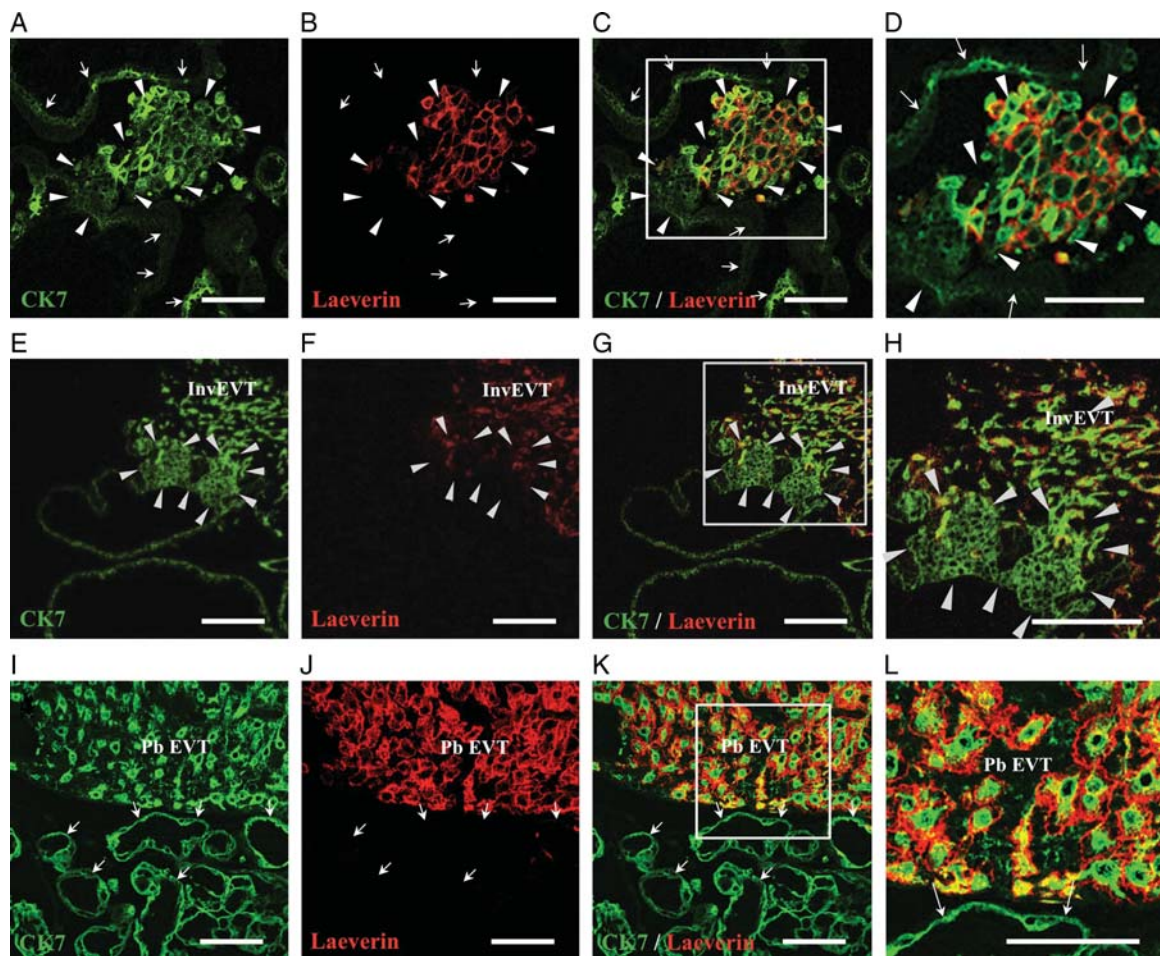 A
B
C
D
CK7
Laeverin
CK7 / Laeverin
E
F
G
H
InvEVT
InvEVT
InvEVT
InvEVT
CK7
Laeverin
CK7 / Laeverin
I
J
K
L
Pb EVT
Pb EVT
Pb EVT
Pb EVT
CK7
Laeverin
CK7 / Laeverin